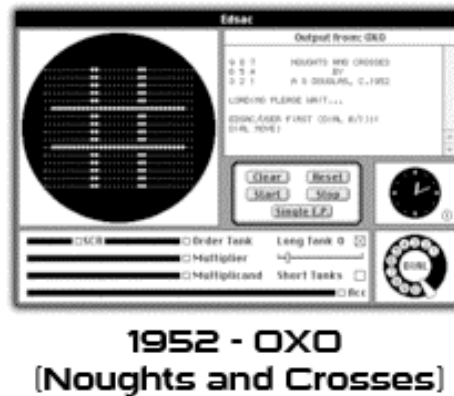 Edsac
Output from: OXO
9 8 7 NOUGHTS AND CROSSES
6 5 4 BY
3 2 1 A S DOUGLAS, C.1952
LOADING PLEASE WAIT...
EDSAC/USER FIRST (DIAL 0/1):1
DIAL MOVE:
Clear Reset
Start Stop
Single E.P.
SCR Order Tank Long Tank 0
Multiplier
Multiplicand Short Tanks
Acc
DIAL
1952 - OXO
(Noughts and Crosses)